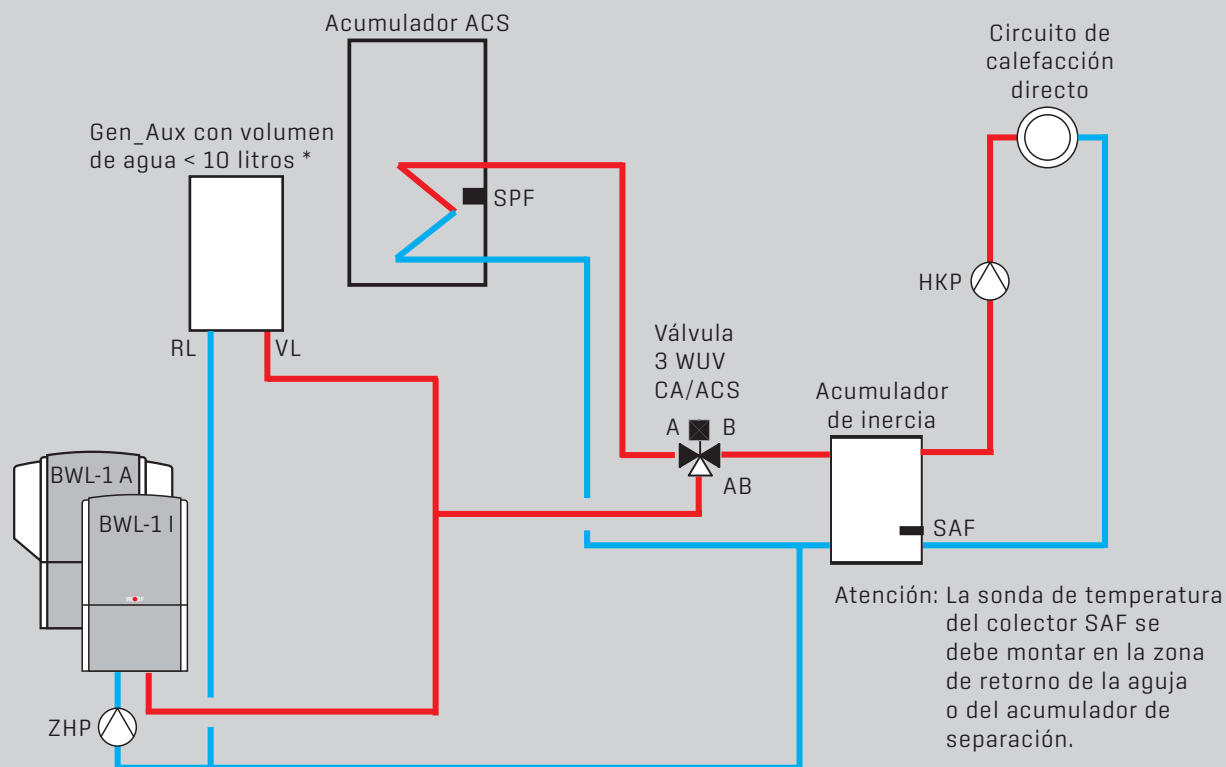 Acumulador ACS
Circuito de
calefacción
directo
Gen_Aux con volumen
de agua < 10 litros *
SPF
HKP
RL
VL
Válvula
3 WUV
CA/ACS
A
B
AB
Acumulador
de inercia
BWL-1 A
BWL-1 I
WOLF
SAF
ZHP
Atención: La sonda de temperatura
del colector SAF se
debe montar en la zona
de retorno de la aguja
o del acumulador de
separación.